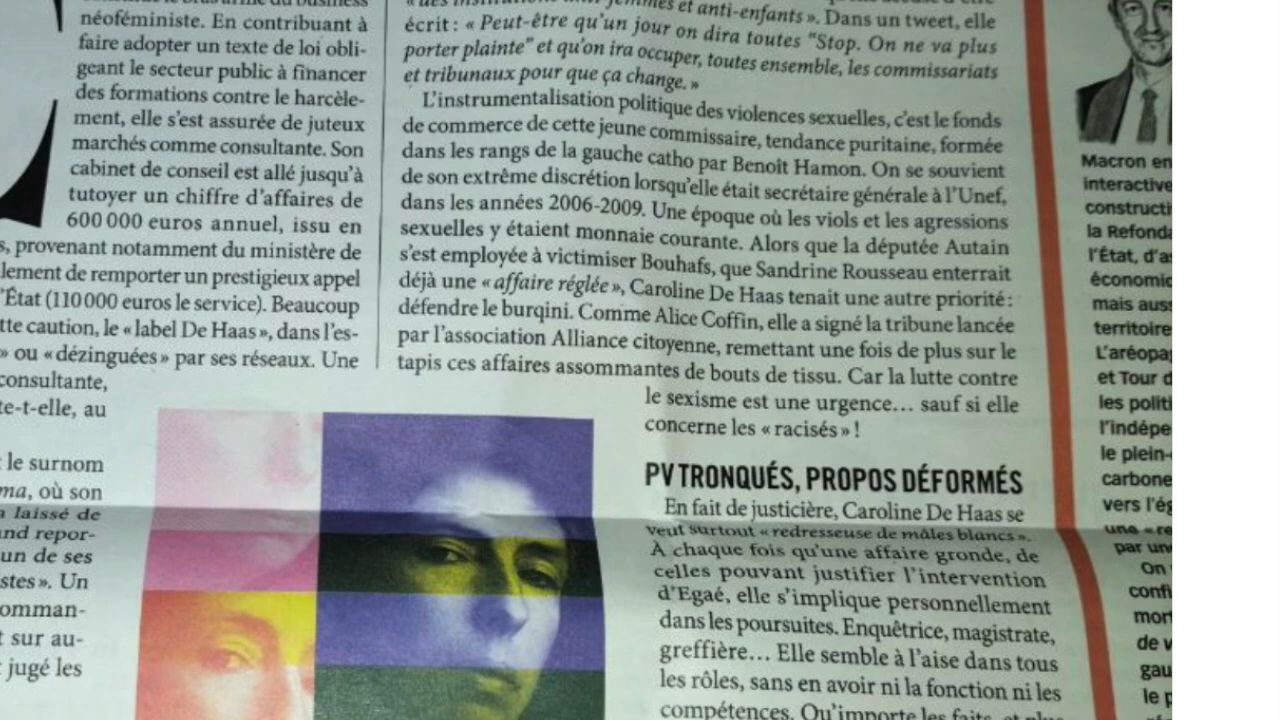 néoféministe. En contribuant à
faire adopter un texte de loi obli-
geant le secteur public à financer
des formations contre le harcèle-
ment, elle s'est assurée de juteux
marchés comme consultante. Son
cabinet de conseil est allé jusqu'à
tutoyer un chiffre d'affaires de
600 000 euros annuel, issu en
s, provenant notamment du ministère de
lement de remporter un prestigieux appel
'État (110 000 euros le service). Beaucoup
tte caution, le « label De Haas », dans l'es-
» ou « dézinguées » par ses réseaux. Une
consultante,
te-t-elle, au
le surnom
ma, où son
a laissé de
and repor-
un de ses
stes ». Un
omman-
t sur au-
jugé les
et anti-enfants ». Dans un tweet, elle
écrit : « Peut-être qu'un jour on dira toutes "Stop. On ne va plus
porter plainte" et qu'on ira occuper, toutes ensemble, les commissariats
et tribunaux pour que ça change. »
L'instrumentalisation politique des violences sexuelles, c'est le fonds
de commerce de cette jeune commissaire, tendance puritaine, formée
dans les rangs de la gauche catho par Benoît Hamon. On se souvient
de son extrême discrétion lorsqu'elle était secrétaire générale à l'Unef,
dans les années 2006-2009. Une époque où les viols et les agressions
sexuelles y étaient monnaie courante. Alors que la députée Autain
s'est employée à victimiser Bouhafs, que Sandrine Rousseau enterrait
déjà une « affaire réglée », Caroline De Haas tenait une autre priorité :
défendre le burqini. Comme Alice Coffin, elle a signé la tribune lancée
par l'association Alliance citoyenne, remettant une fois de plus sur le
tapis ces affaires assommantes de bouts de tissu. Car la lutte contre
le sexisme est une urgence… sauf si elle
concerne les « racisés » !
PV TRONQUÉS, PROPOS DÉFORMÉS
En fait de justicière, Caroline De Haas se
veut surtout « redresseuse de mâles blancs ».
À chaque fois qu'une affaire gronde, de
celles pouvant justifier l'intervention
d'Egaé, elle s'implique personnellement
dans les poursuites. Enquêtrice, magistrate,
greffière… Elle semble à l'aise dans tous
les rôles, sans en avoir ni la fonction ni les
compétences. Qu'importe les faits, et plus
Macron en
interactive
constructi
la Refonda
l'État, d'as
économic
mais auss
territoire
L'aréopa
et Tour d
les politi
l'indépe
le plein-
carbone
vers l'ég
une « re
par un
On
confi
mor
de v
gau
le p